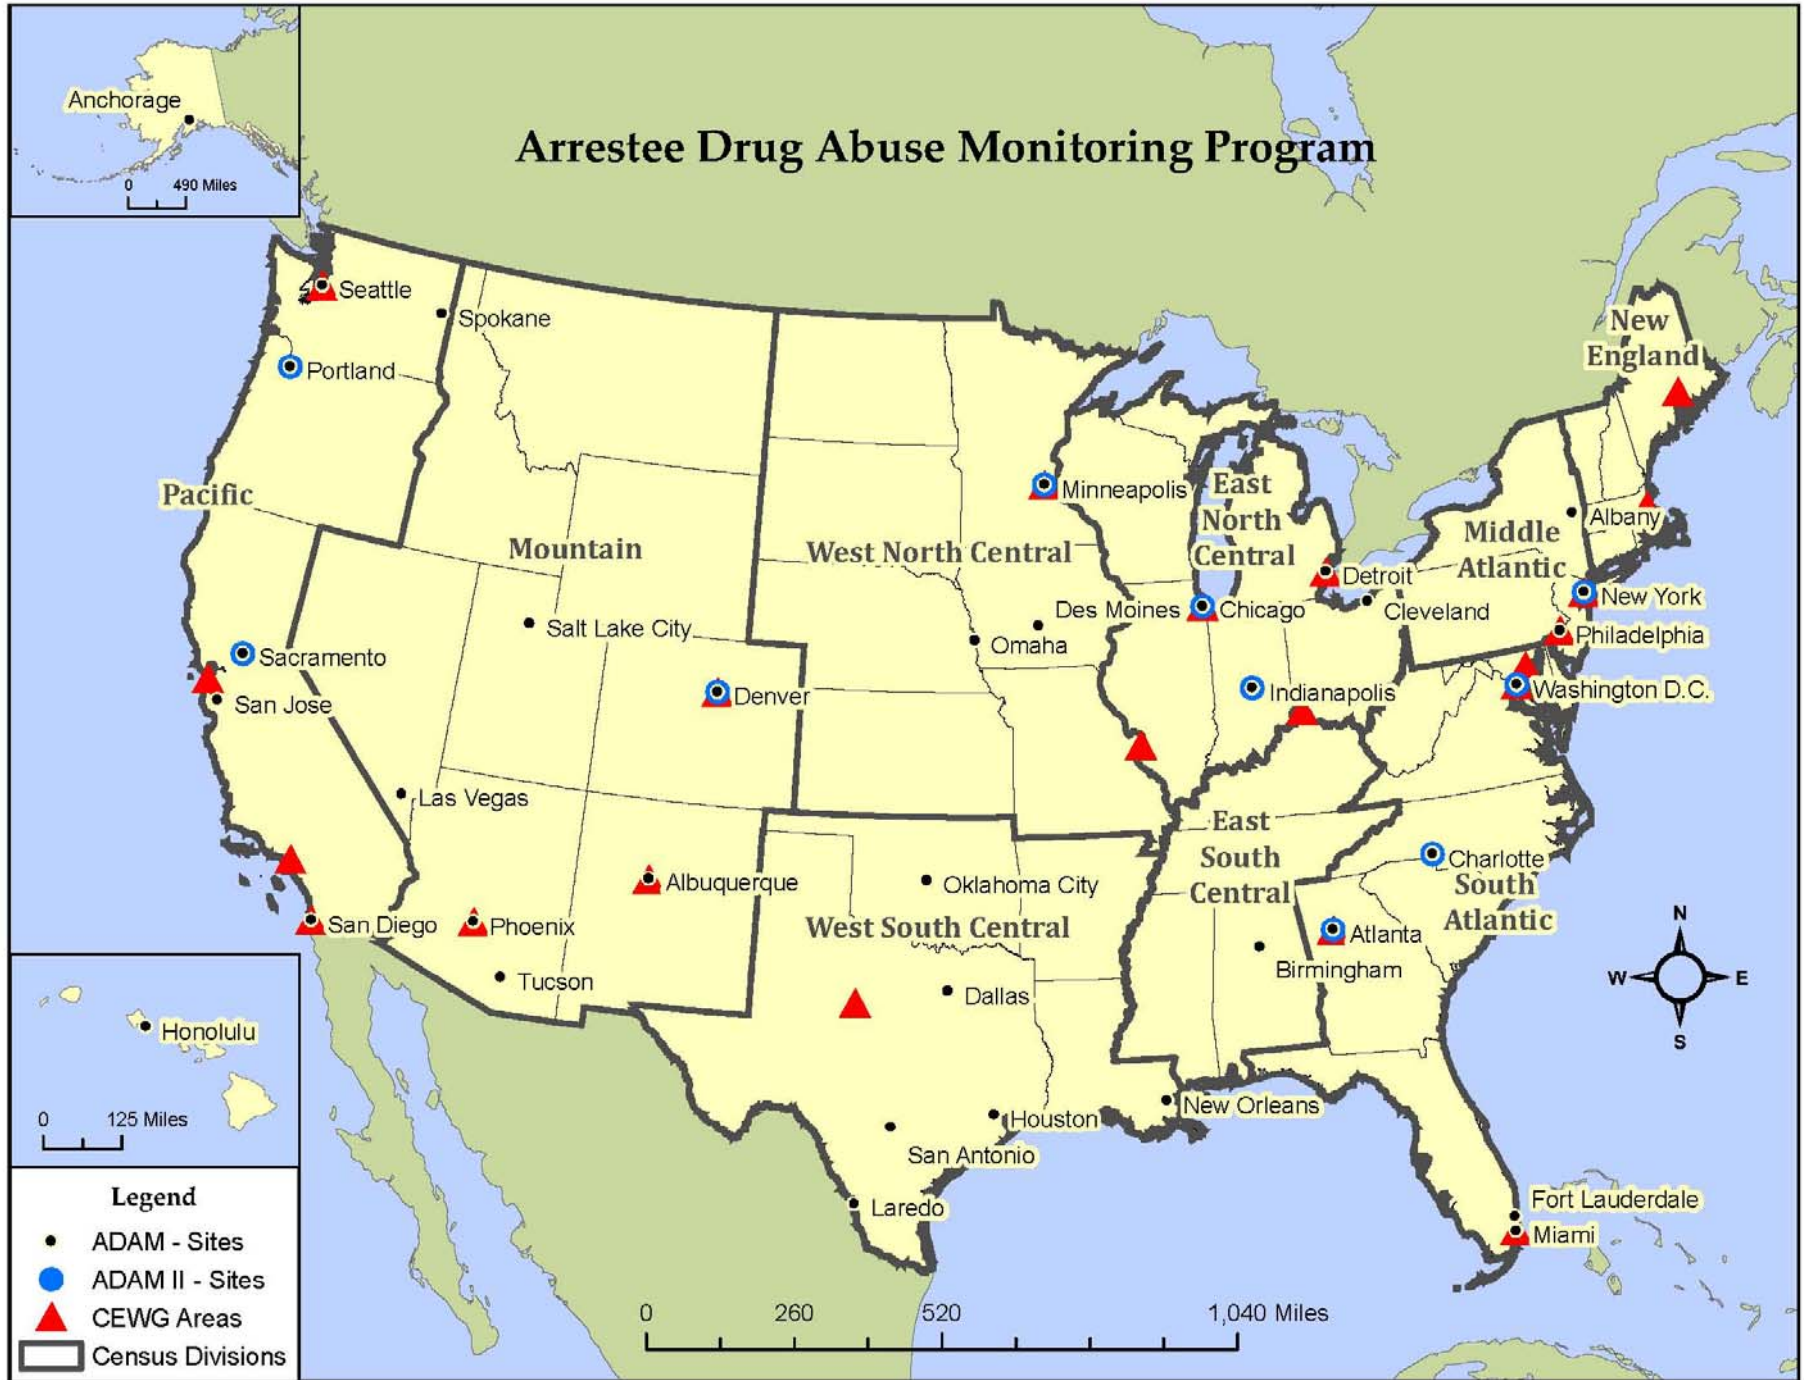 Anchorage
0 490 Miles
Arrestee Drug Abuse Monitoring Program
Seattle
Spokane
Portland
New
England
Pacific
Minneapolis
East
North
Central
Albany
Mountain
West North Central
Middle
Atlantic
Detroit
New York
Des Moines
Chicago
Cleveland
Salt Lake City
Omaha
Philadelphia
Sacramento
San Jose
Denver
Indianapolis
Washington D.C.
Las Vegas
East
South
Central
Charlotte
South
Atlantic
Albuquerque
Oklahoma City
San Diego
Phoenix
West South Central
Atlanta
Birmingham
Tucson
Dallas
N
W E
S
Honolulu
0 125 Miles
Houston
New Orleans
San Antonio
Laredo
Fort Lauderdale
Miami
Legend
ADAM - Sites
ADAM II - Sites
CEWG Areas
Census Divisions
0 260 520 1,040 Miles